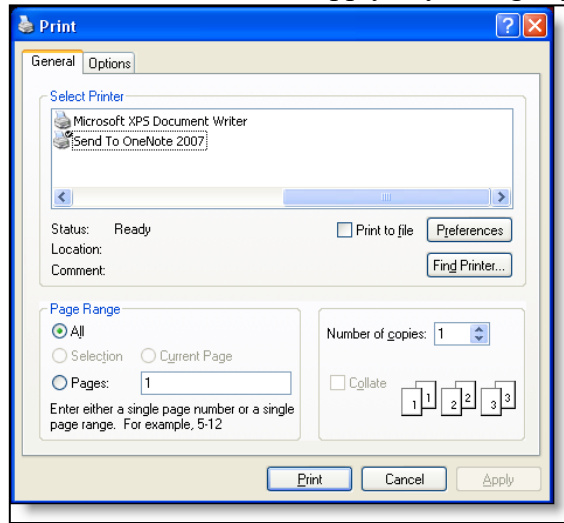 Print
General Options
Select Printer
Microsoft XPS Document Writer
Send To OneNote 2007
Status: Ready
Print to file Preferences
Location:
Comment:
Find Printer...
Page Range
All
Selection Current Page
Pages: 1
Enter either a single page number or a single
page range. For example, 5-12
Number of copies: 1
Collate
1 1 2 2 3 3
Print Cancel Apply